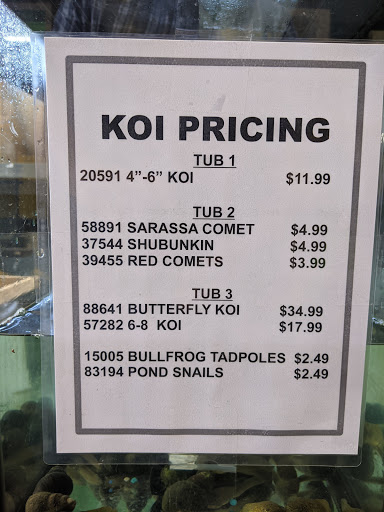 KOI PRICING
TUB 1
20591 4”-6” KOI $11.99
TUB 2
58891 SARASSA COMET $4.99
37544 SHUBUNKIN $4.99
39455 RED COMETS $3.99
TUB 3
88641 BUTTERFLY KOI $34.99
57282 6-8 KOI $17.99
15005 BULLFROG TADPOLES $2.49
83194 POND SNAILS $2.49